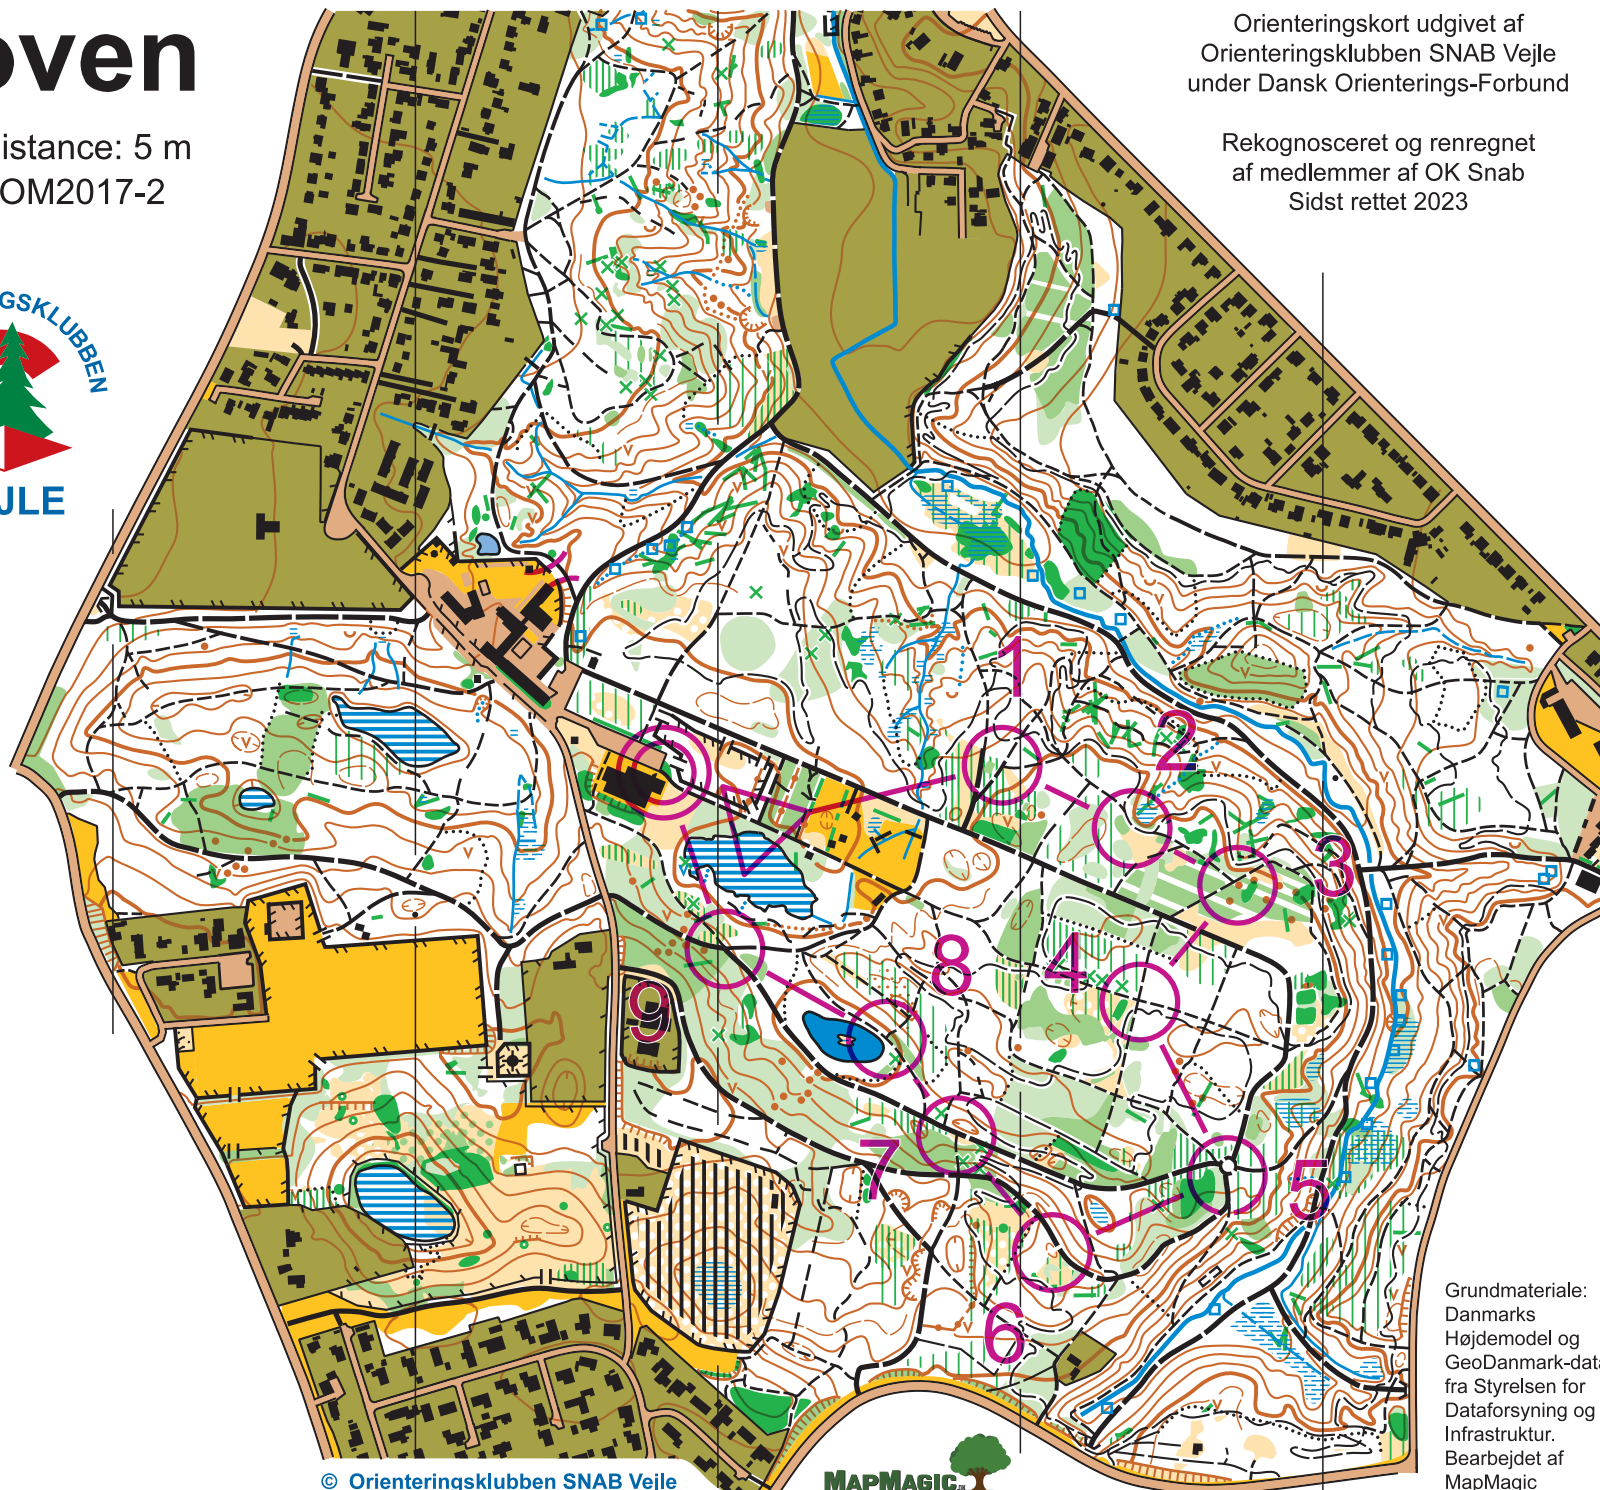 oven
istance: 5 m
OM2017-2
GSKLUBBEN
JLE
Orienteringskort udgivet af
Orienteringsklubben SNAB Vejle
under Dansk Orienterings-Forbund
Rekognosceret og renregnet
af medlemmer af OK Snab
Sidst rettet 2023
1
2
3
4
5
6
7
8
9
Grundmateriale:
Danmarks
Højdemodel og
GeoDanmark-data
fra Styrelsen for
Dataforsyning og
Infrastruktur.
Bearbejdet af
MapMagic
© Orienteringsklubben SNAB Vejle
MAPMAGIC